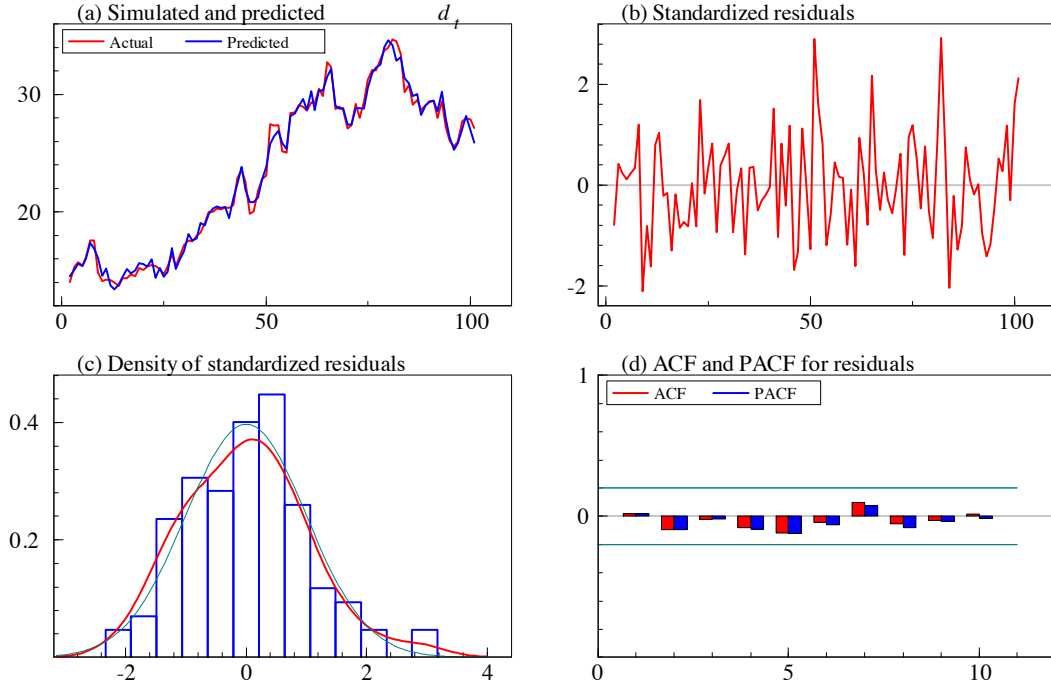 (a) Simulated and predicted d_t
Actual Predicted
30
20
0 50 100
(b) Standardized residuals
2
0
-2
0 50 100
(c) Density of standardized residuals
0.4
0.2
-2 0 2 4
(d) ACF and PACF for residuals
1
ACF PACF
0
0 5 10